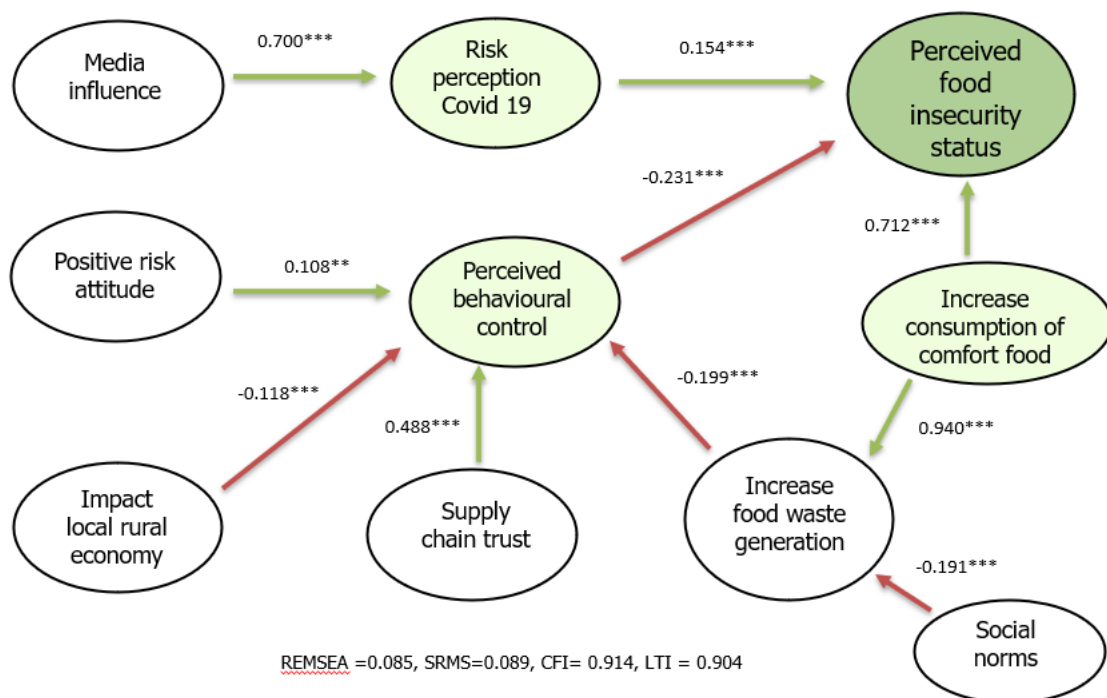 Media
influence
0.700***
Risk
perception
Covid 19
0.154***
Perceived
food
insecurity
status
-0.231***
0.712***
Positive risk
attitude
0.108**
Perceived
behavioural
control
Increase
consumption of
comfort food
-0.118***
0.488***
-0.199***
0.940***
Impact
local rural
economy
Supply
chain trust
Increase
food waste
generation
-0.191***
Social
norms
REMSEA =0.085, SRMS=0.089, CFI= 0.914, LTI = 0.904